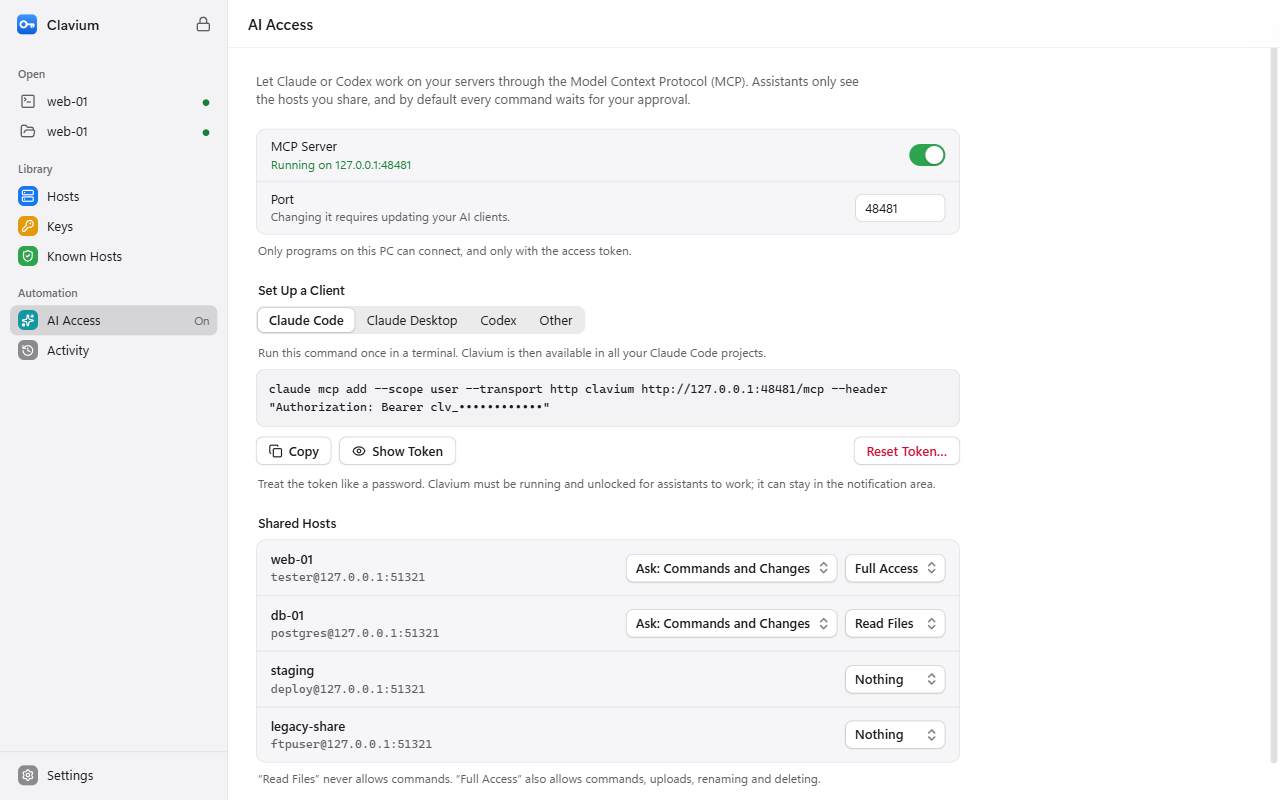 Clavium
Open
web-01
web-01
Library
Hosts
Keys
Known Hosts
Automation
AI Access On
Activity
Settings
AI Access
Let Claude or Codex work on your servers through the Model Context Protocol (MCP). Assistants only see
the hosts you share, and by default every command waits for your approval.
MCP Server
Running on 127.0.0.1:48481
Port
Changing it requires updating your AI clients.
48481
Only programs on this PC can connect, and only with the access token.
Set Up a Client
Claude Code Claude Desktop Codex Other
Run this command once in a terminal. Clavium is then available in all your Claude Code projects.
claude mcp add --scope user --transport http clavium http://127.0.0.1:48481/mcp --header
"Authorization: Bearer clv_••••••••••••"
Copy Show Token Reset Token...
Treat the token like a password. Clavium must be running and unlocked for assistants to work; it can stay in the notification area.
Shared Hosts
web-01
tester@127.0.0.1:51321
Ask: Commands and Changes Full Access
db-01
postgres@127.0.0.1:51321
Ask: Commands and Changes Read Files
staging
deploy@127.0.0.1:51321
Nothing
legacy-share
ftpuser@127.0.0.1:51321
Nothing
“Read Files” never allows commands. “Full Access” also allows commands, uploads, renaming and deleting.